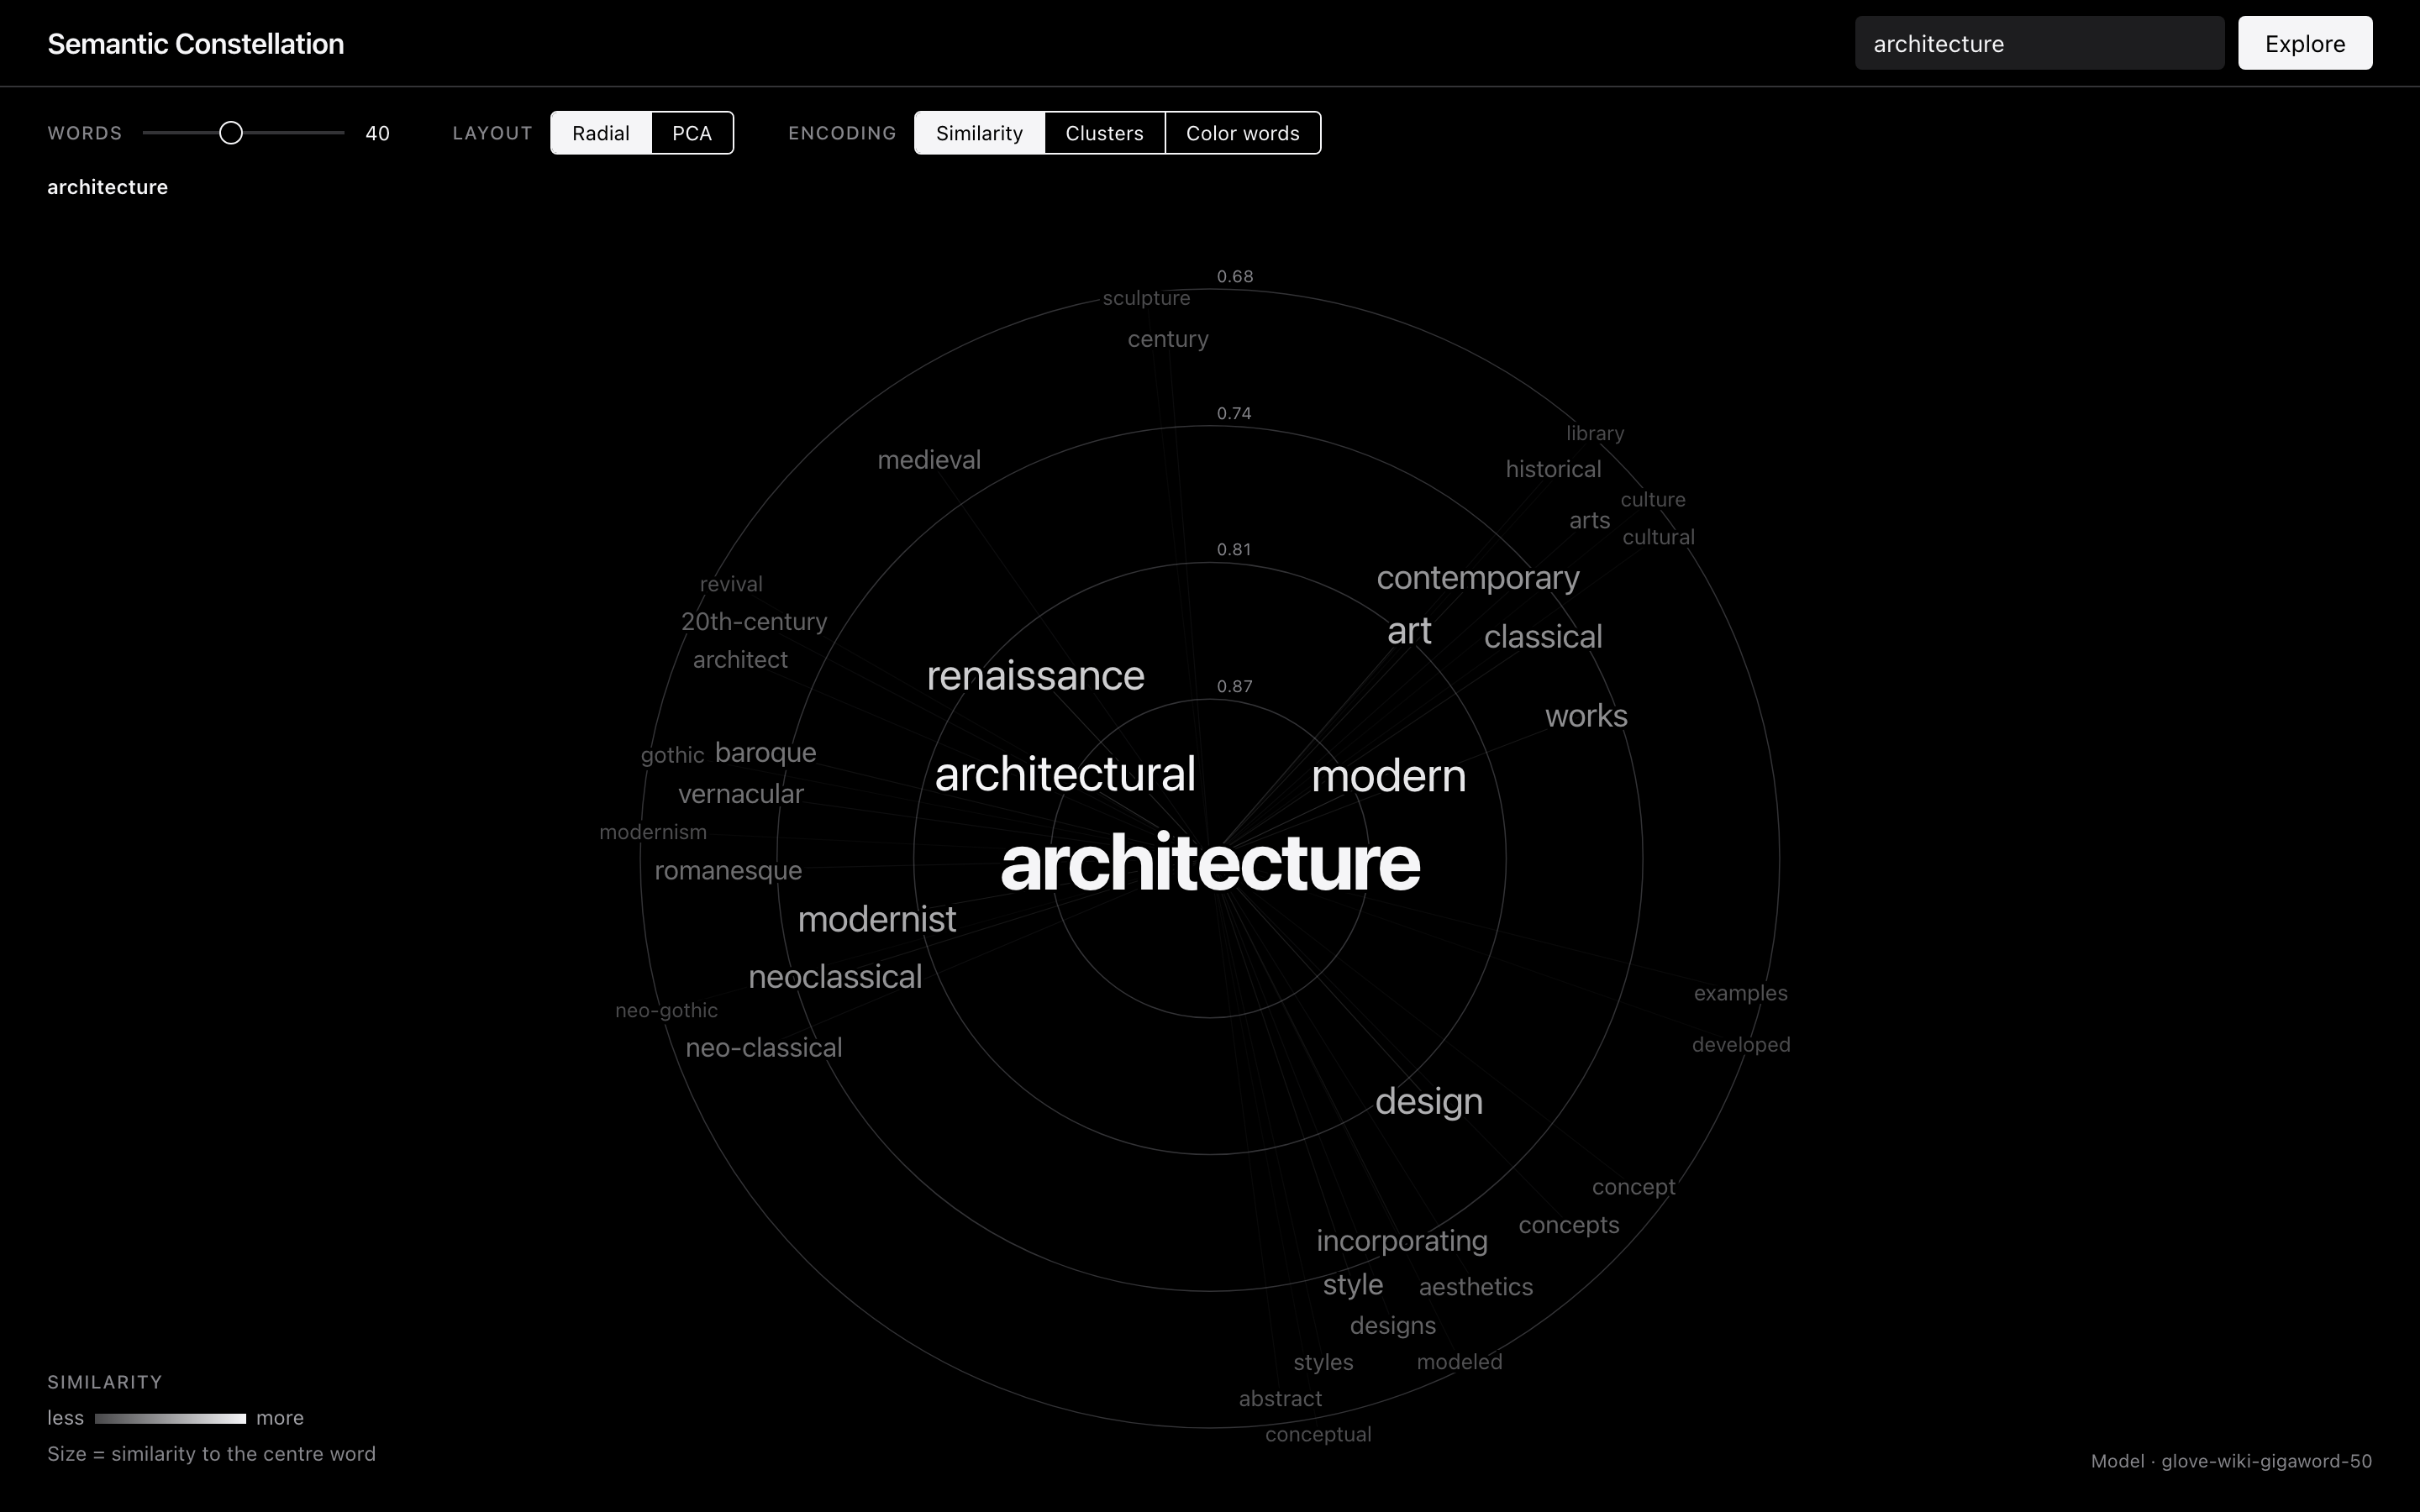 Semantic Constellation
architecture
Explore
WORDS 40 LAYOUT Radial PCA ENCODING Similarity Clusters Color words
architecture
0.68
sculpture
century
0.74
library
medieval
historical
culture
arts
cultural
0.81
contemporary
revival
20th-century
art
classical
architect
renaissance
0.87
works
gothic baroque
architectural
modern
vernacular
modernism
architecture
romanesque
modernist
neoclassical
examples
neo-gothic
developed
neo-classical
design
concept
concepts
incorporating
style
aesthetics
designs
styles
modeled
abstract
conceptual
SIMILARITY
less more
Size = similarity to the centre word
Model · glove-wiki-gigaword-50